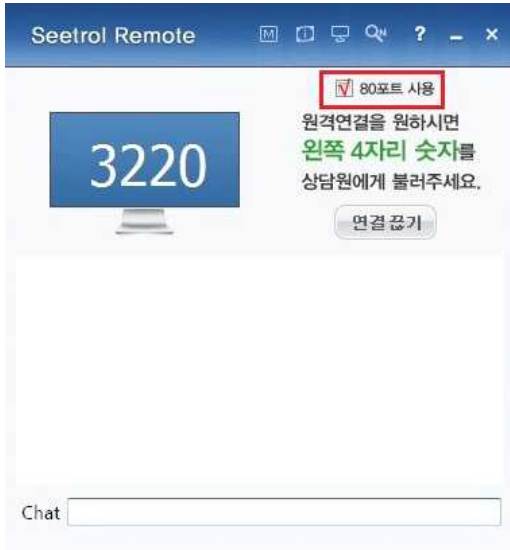 Seetrol Remote
80포트 사용
원격연결을 원하시면
3220
왼쪽 4자리 숫자를
상담원에게 불러주세요.
연결 끊기
Chat